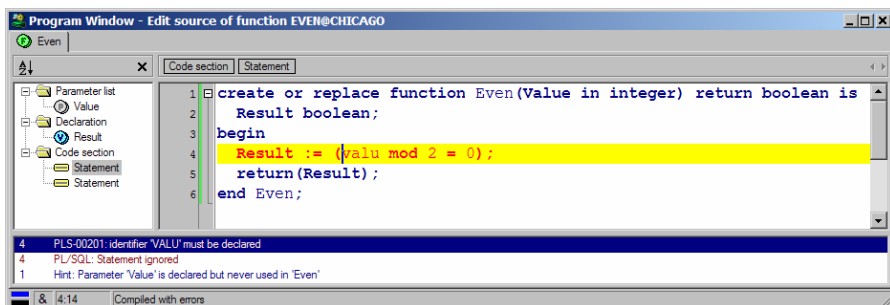 Program Window - Edit source of function EVEN@CHICAGO
Even
Code section Statement
Parameter list
Value
Declaration
Result
Code section
Statement
Statement
1 create or replace function Even(Value in integer) return boolean is
2 Result boolean;
3 begin
4 Result := (valu mod 2 = 0);
5 return(Result);
6 end Even;
4 PLS-00201: identifier 'VALU' must be declared
4 PL/SQL: Statement ignored
1 Hint: Parameter 'Value' is declared but never used in 'Even'
& 4:14 Compiled with errors